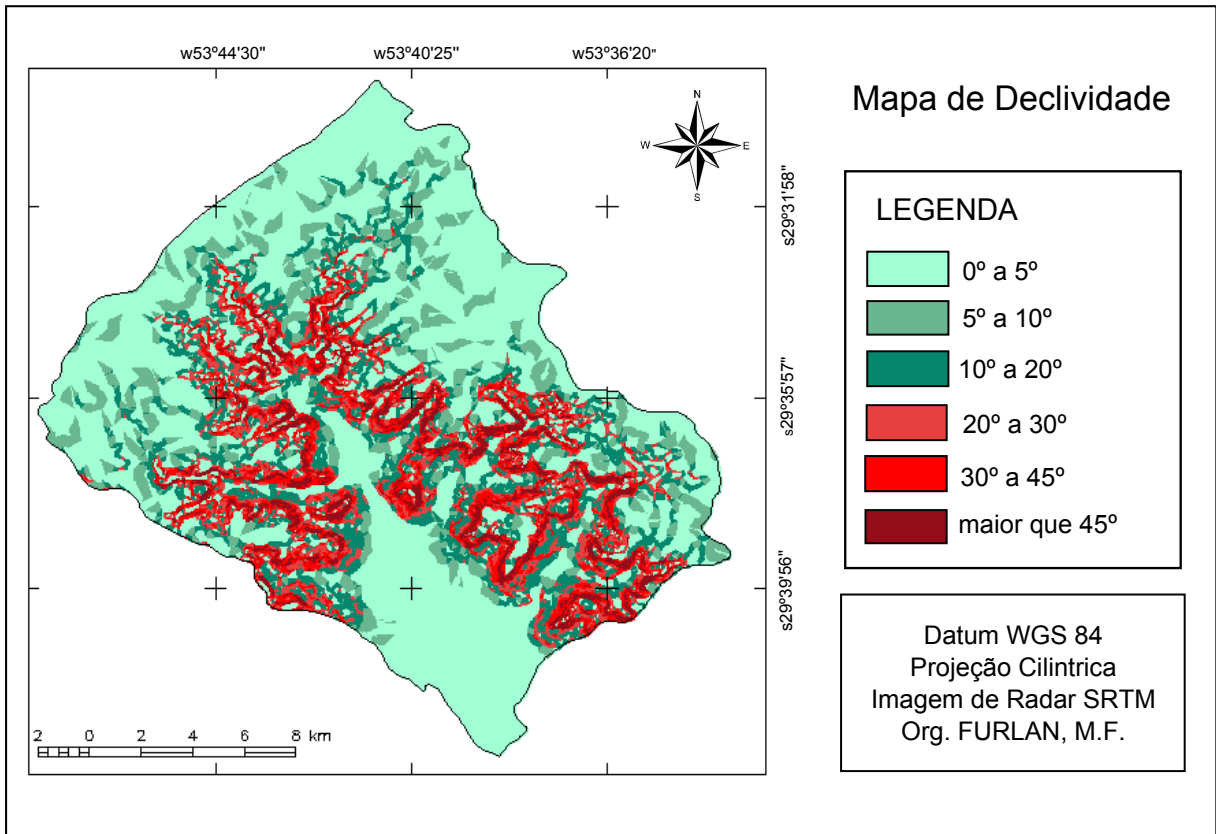 w53º44'30"
w53º40'25"
w53º36'20"
Mapa de Declividade
N
W
E
S
s29º31'58"
s29º35'57"
s29º39'56"
LEGENDA
0º a 5º
5º a 10º
10º a 20º
20º a 30º
30º a 45º
maior que 45º
Datum WGS 84
Projeção Cilintrica
Imagem de Radar SRTM
Org. FURLAN, M.F.
2 0 2 4 6 8 km